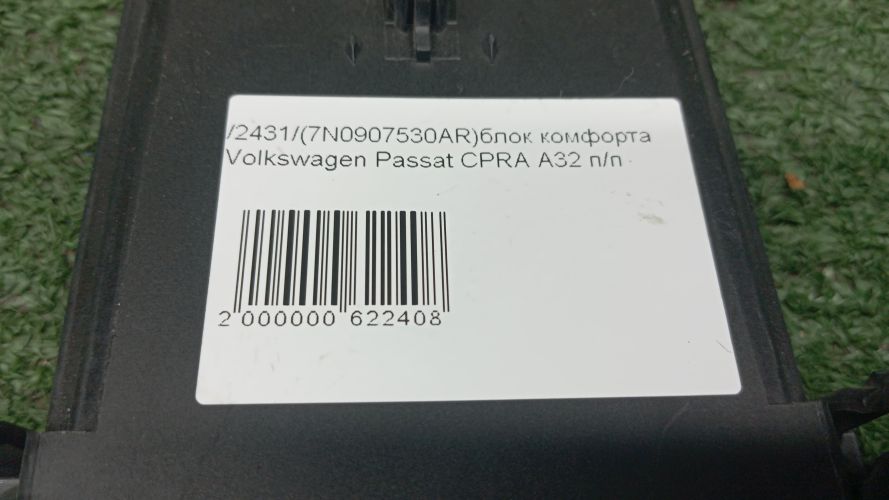 /2431/(7N0907530AR)блок комфорта
Volkswagen Passat CPRA A32 п/п
2 000000 622408